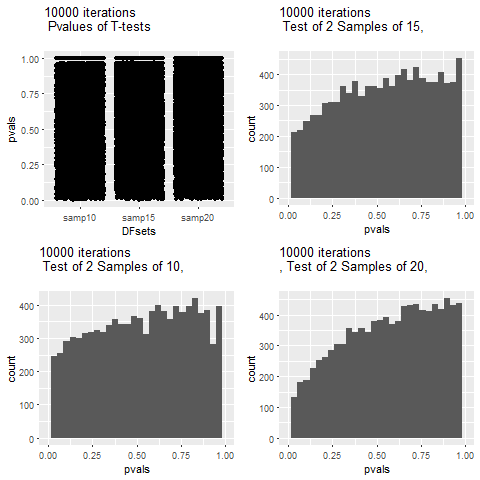 10000 iterations
Pvalues of T-tests
1.00
0.75
0.50
0.25
0.00
pvals
samp10 samp15 samp20
DFsets
10000 iterations
Test of 2 Samples of 15,
400
300
200
100
0
count
0.00 0.25 0.50 0.75 1.00
pvals
10000 iterations
Test of 2 Samples of 10,
400
300
200
100
0
count
0.00 0.25 0.50 0.75 1.00
pvals
10000 iterations
, Test of 2 Samples of 20,
400
300
200
100
0
count
0.00 0.25 0.50 0.75 1.00
pvals